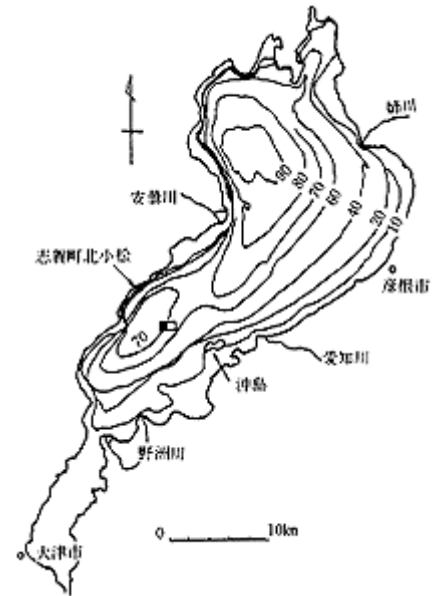 姉川
90
80
70
60
40
20
10
安曇川
志賀町北小松
彦根市
70
愛知川
沖島
野洲川
0 10km
大津市